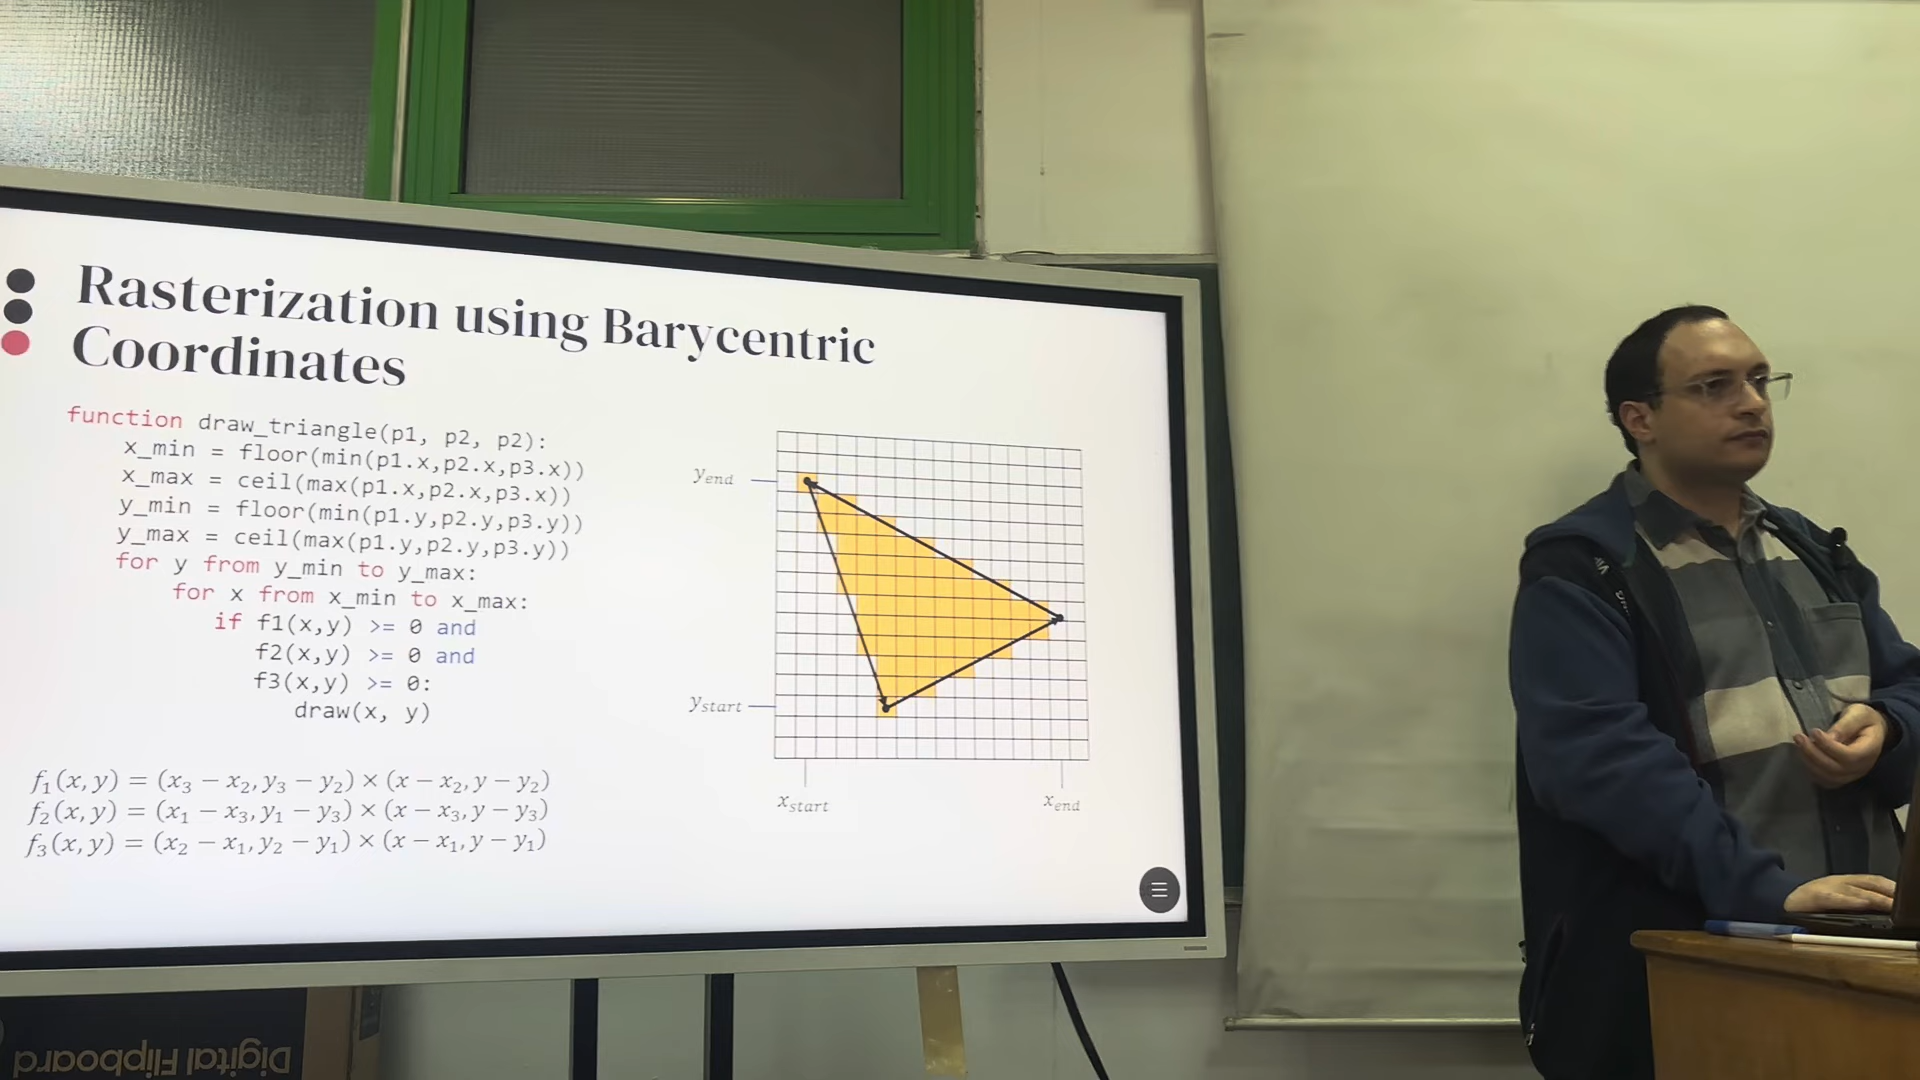 Rasterization using Barycentric
Coordinates
function draw_triangle(p1, p2, p2):
x_min = floor(min(p1.x,p2.x,p3.x))
x_max = ceil(max(p1.x,p2.x,p3.x))
y_min = floor(min(p1.y,p2.y,p3.y))
y_max = ceil(max(p1.y,p2.y,p3.y))
for y from y_min to y_max:
for x from x_min to x_max:
if f1(x,y) >= 0 and
f2(x,y) >= 0 and
f3(x,y) >= 0:
draw(x, y)
f₁(x, y) = (x₃ − x₂, y₃ − y₂) × (x − x₂, y − y₂)
f₂(x, y) = (x₁ − x₃, y₁ − y₃) × (x − x₃, y − y₃)
f₃(x, y) = (x₂ − x₁, y₂ − y₁) × (x − x₁, y − y₁)
y_end
y_start
x_start
x_end
Digital Flipboard